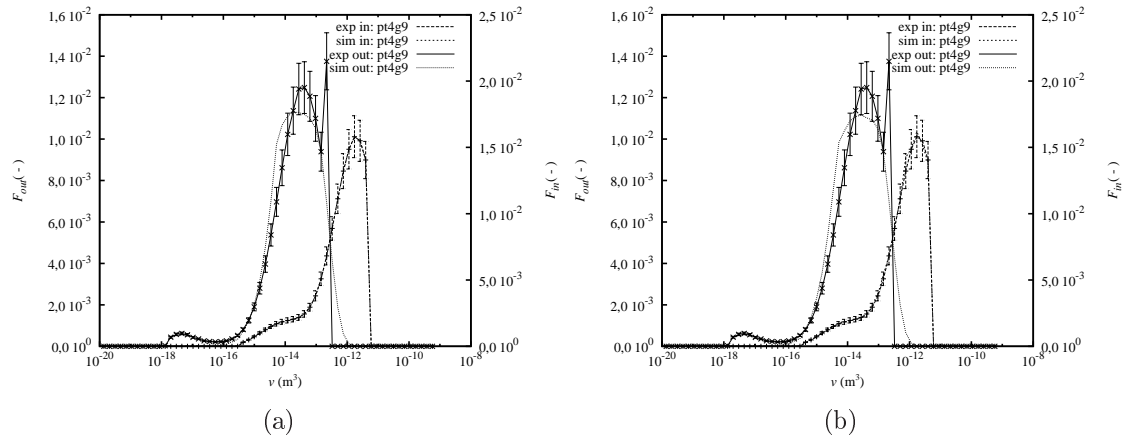 1,6 10⁻²
1,4 10⁻²
1,2 10⁻²
1,0 10⁻²
8,0 10⁻³
6,0 10⁻³
4,0 10⁻³
2,0 10⁻³
0,0 10⁰
F_out( - )
10⁻²⁰ 10⁻¹⁸ 10⁻¹⁶ 10⁻¹⁴ 10⁻¹² 10⁻¹⁰ 10⁻⁸
v (m³)
2,5 10⁻²
2,0 10⁻²
1,5 10⁻²
1,0 10⁻²
5,0 10⁻³
0,0 10⁰
F_in( - )
exp in: pt4g9
sim in: pt4g9
exp out: pt4g9
sim out: pt4g9
(a)
1,6 10⁻²
1,4 10⁻²
1,2 10⁻²
1,0 10⁻²
8,0 10⁻³
6,0 10⁻³
4,0 10⁻³
2,0 10⁻³
0,0 10⁰
F_out( - )
10⁻²⁰ 10⁻¹⁸ 10⁻¹⁶ 10⁻¹⁴ 10⁻¹² 10⁻¹⁰ 10⁻⁸
v (m³)
2,5 10⁻²
2,0 10⁻²
1,5 10⁻²
1,0 10⁻²
5,0 10⁻³
0,0 10⁰
F_in( - )
exp in: pt4g9
sim in: pt4g9
exp out: pt4g9
sim out: pt4g9
(b)